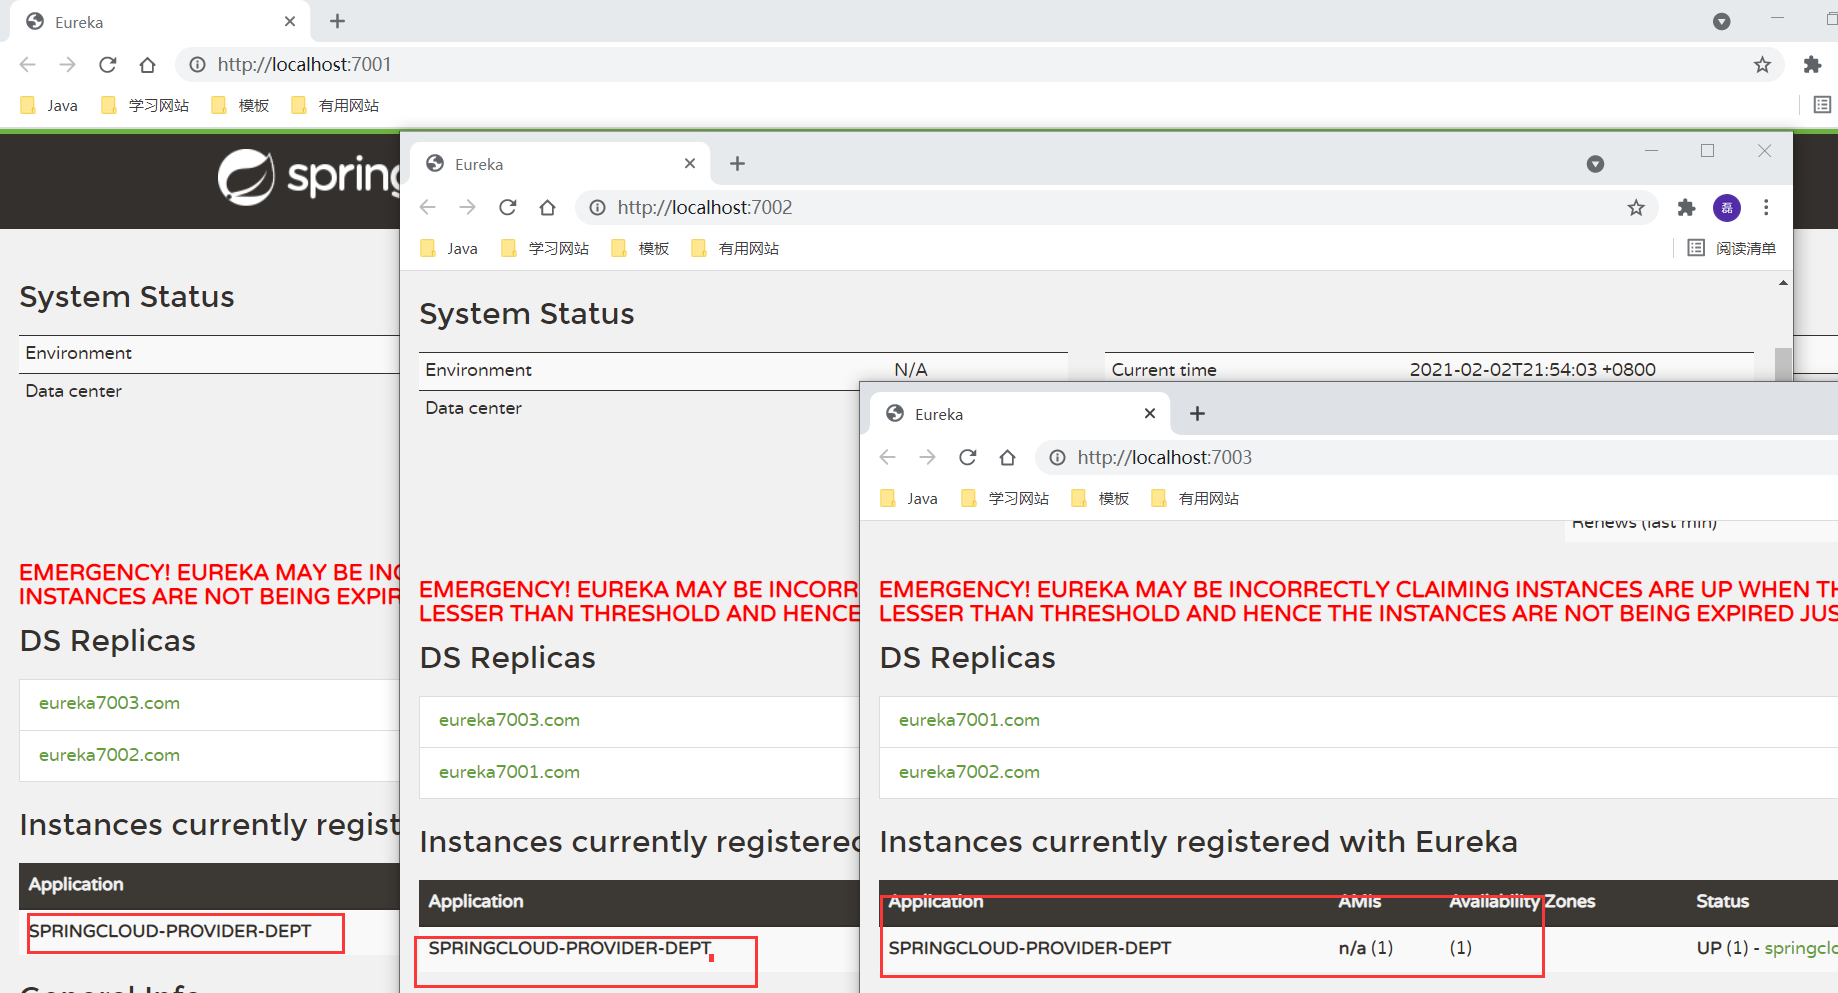 Eureka
http://localhost:7001
Java 学习网站 模板 有用网站
spring
System Status
Environment
Data center
EMERGENCY! EUREKA MAY BE
INSTANCES ARE NOT BEING
DS Replicas
eureka7003.com
eureka7002.com
Instances currently
Application
SPRINGCLOUD-PROVIDER-DEPT
General Info
Eureka
http://localhost:7002
磊
Java 学习网站 模板 有用网站
阅读清单
System Status
Environment N/A
Current time 2021-02-02T21:54:03 +0800
Data center
EMERGENCY! EUREKA MAY BE
LESSER THAN THRESHOLD AND HENCE
DS Replicas
eureka7003.com
eureka7001.com
Instances currently registered
Application
SPRINGCLOUD-PROVIDER-DEPT
Eureka
http://localhost:7003
Java 学习网站 模板 有用网站
Renews (last min)
EMERGENCY! EUREKA MAY BE INCORRECTLY CLAIMING INSTANCES ARE UP WHEN
LESSER THAN THRESHOLD AND HENCE THE INSTANCES ARE NOT BEING EXPIRED
DS Replicas
eureka7001.com
eureka7002.com
Instances currently registered with Eureka
Application AMIs Availability Zones Status
SPRINGCLOUD-PROVIDER-DEPT n/a (1) (1) UP (1) -